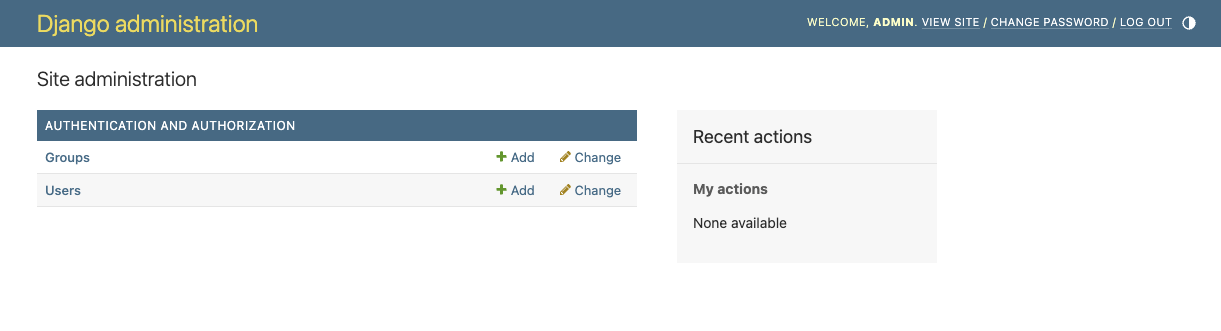 Django administration
WELCOME, ADMIN. VIEW SITE / CHANGE PASSWORD / LOG OUT
Site administration
AUTHENTICATION AND AUTHORIZATION
Groups Add Change
Users Add Change
Recent actions
My actions
None available